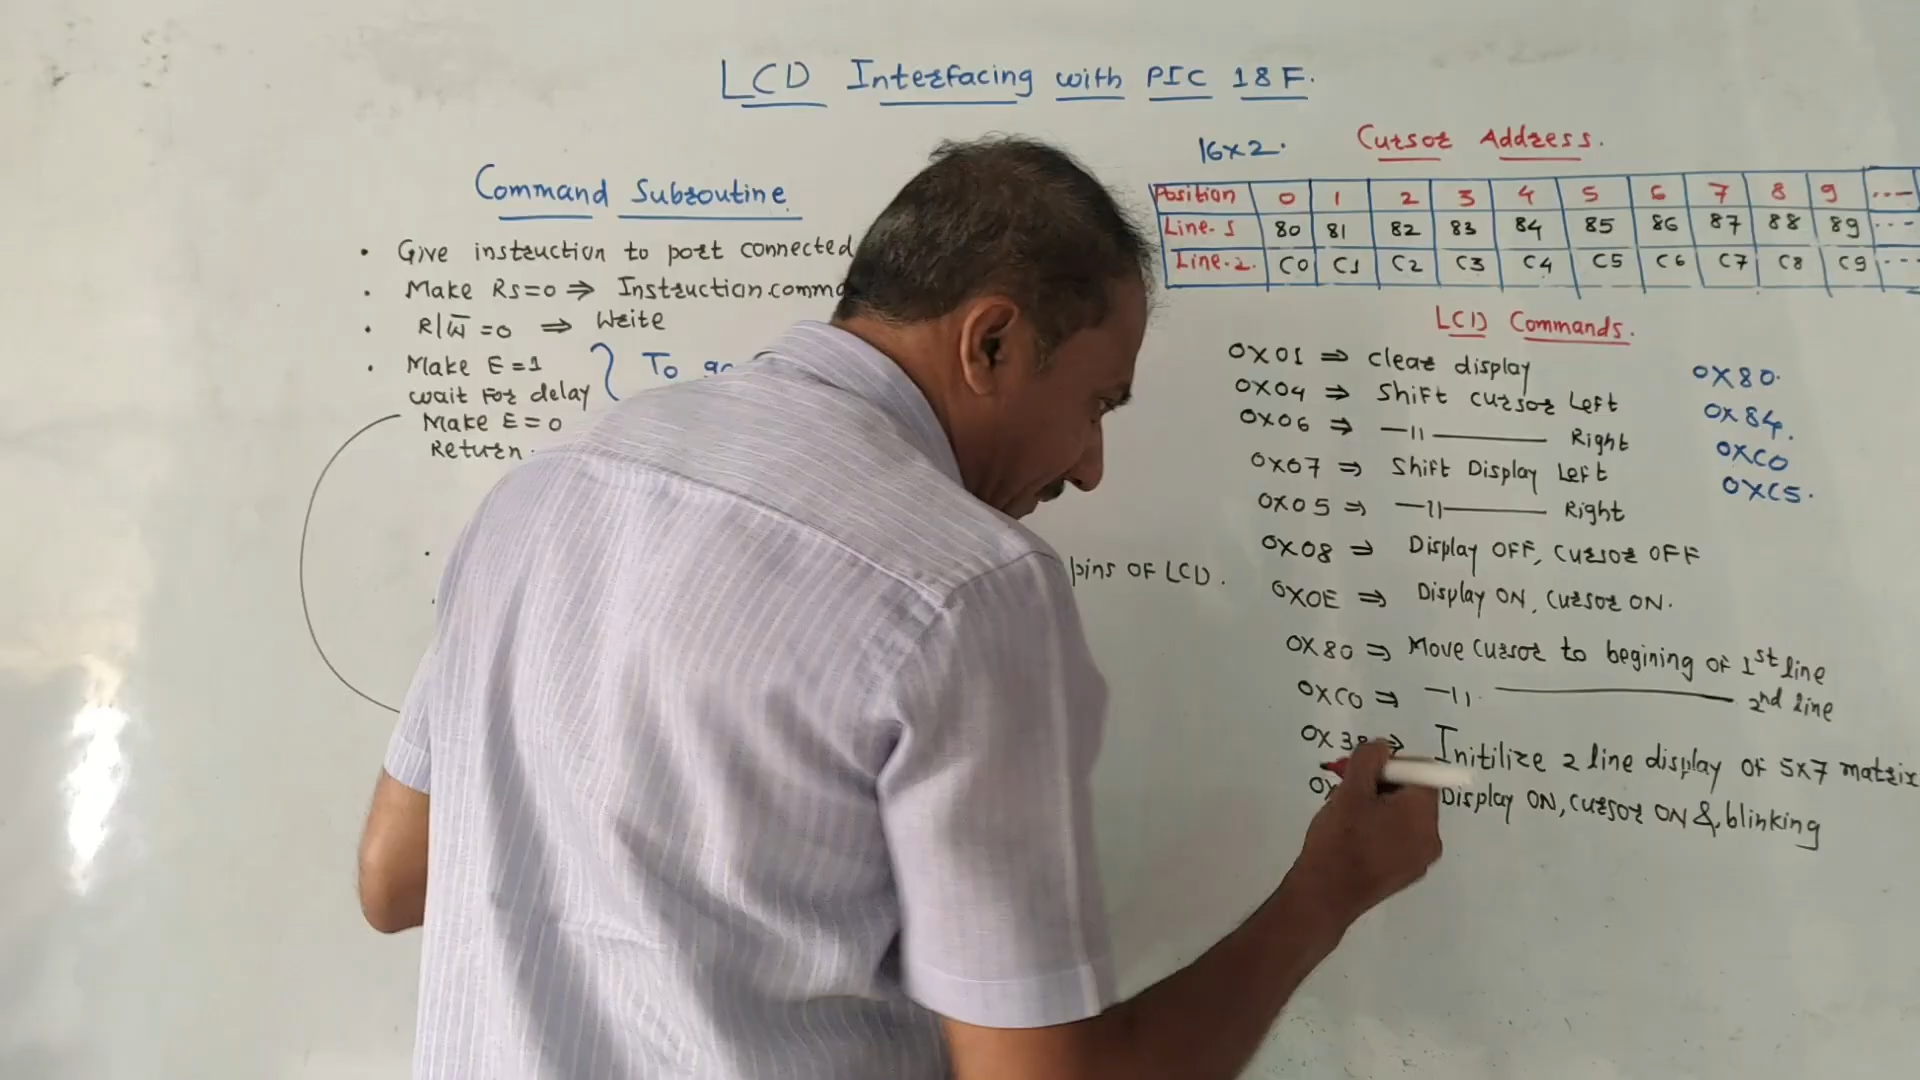 LCD Interfacing with PIC 18F.
Command Subroutine
• Give instruction to port connected
• Make Rs=0 ⇒ Instruction comma
• R/W̅ =0 ⇒ Write
• Make E=1
wait for delay
Make E=0
Return.
To
pins of LCD.
16x2. Cursor Address.
Position 0 1 2 3 4 5 6 7 8 9 ----
Line-1 80 81 82 83 84 85 86 87 88 89 ---
Line-2. C0 C1 C2 C3 C4 C5 C6 C7 C8 C9 ---
LCD Commands.
0X01 ⇒ clear display
0X04 ⇒ Shift cursor Left
0X06 ⇒ —||— Right
0X07 ⇒ Shift Display Left
0X05 ⇒ —||— Right
0X08 ⇒ Display OFF, Cursor OFF
0X0E ⇒ Display ON, Cursor ON.
0X80 ⇒ Move Cursor to begining of 1st line
0XC0 ⇒ —||— 2nd line
0X38 ⇒ Initilize 2 line display of 5X7 matrix
Display ON, Cursor ON & blinking
0X80.
0X84.
0XC0
0XC5.